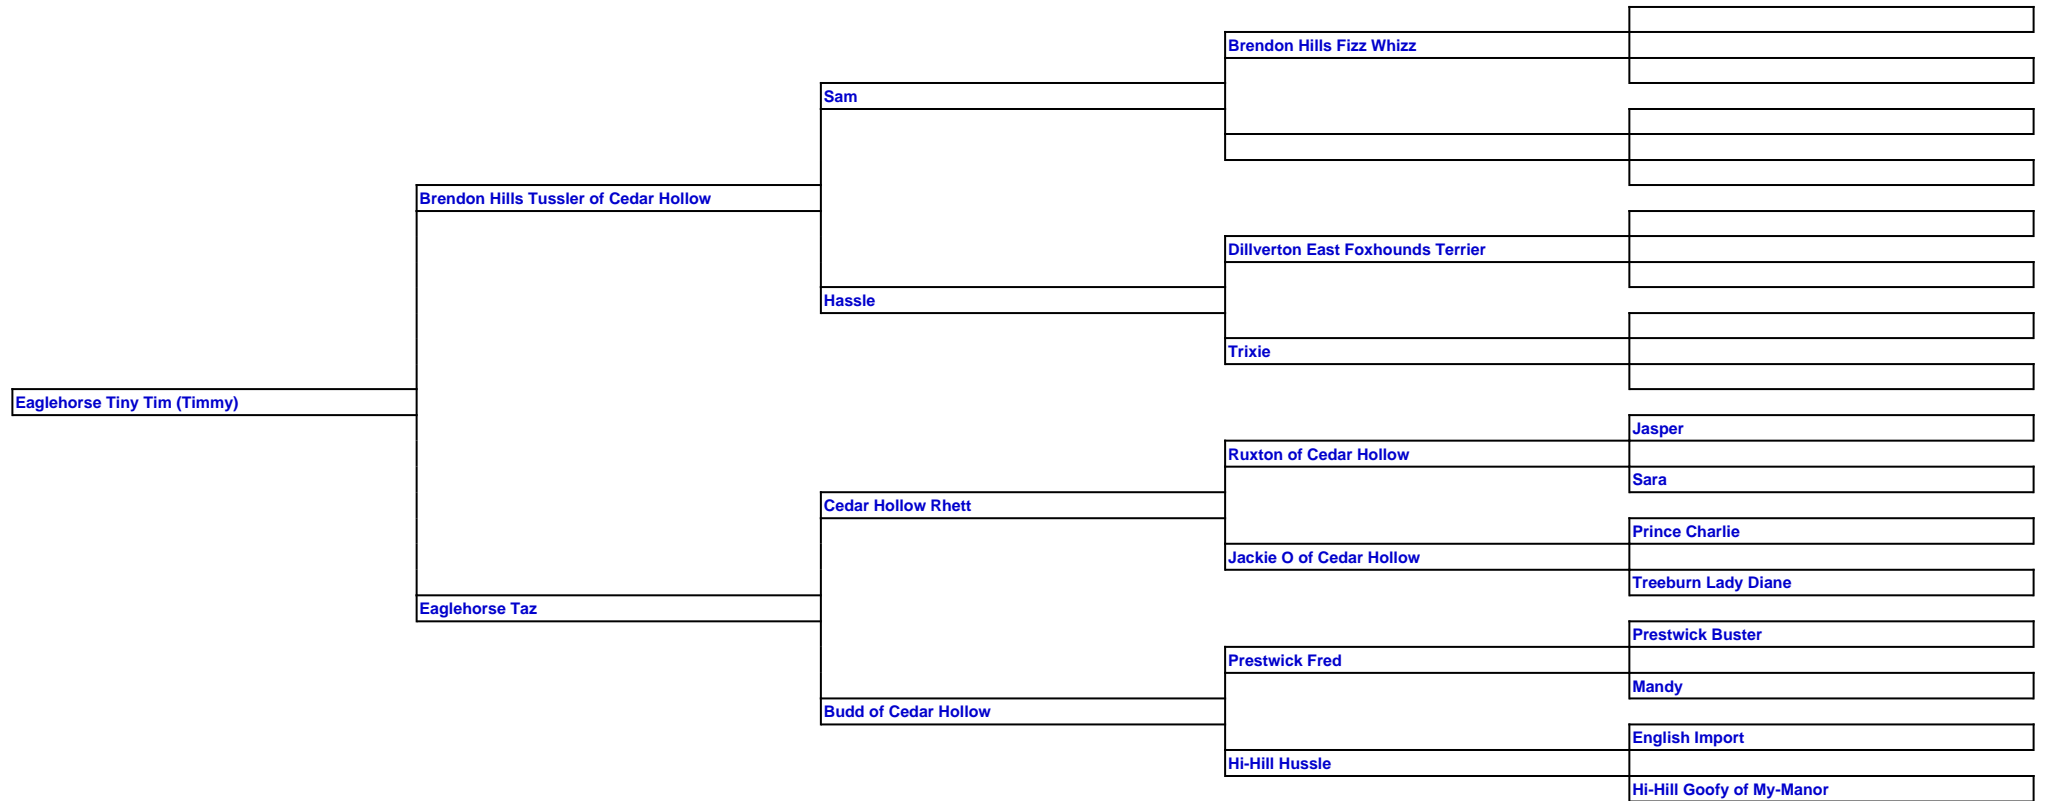 Brendon Hills Fizz Whizz
Sam
Brendon Hills Tussler of Cedar Hollow
Dillverton East Foxhounds Terrier
Hassle
Trixie
Eaglehorse Tiny Tim (Timmy)
Jasper
Ruxton of Cedar Hollow
Sara
Cedar Hollow Rhett
Prince Charlie
Jackie O of Cedar Hollow
Treeburn Lady Diane
Eaglehorse Taz
Prestwick Buster
Prestwick Fred
Mandy
Budd of Cedar Hollow
English Import
Hi-Hill Hussle
Hi-Hill Goofy of My-Manor